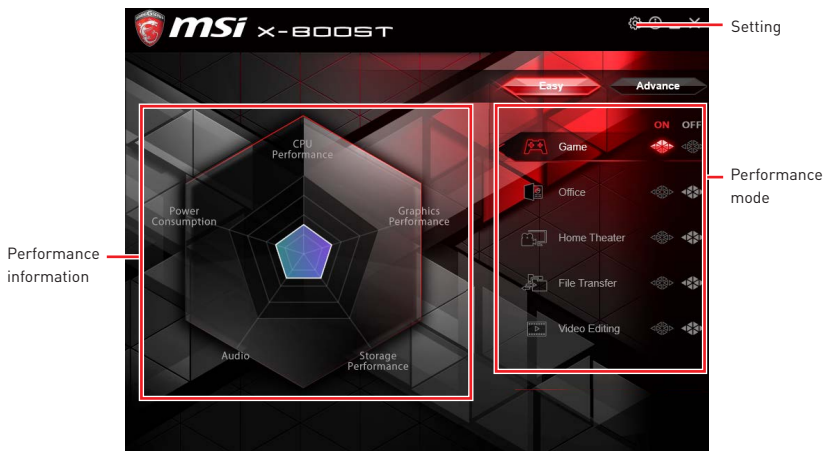 msi X-BOOST
Setting
Easy
Advance
ON OFF
Game
Office
Home Theater
File Transfer
Video Editing
Performance
mode
Performance
information
CPU
Performance
Power
Consumption
Graphics
Performance
Audio
Storage
Performance